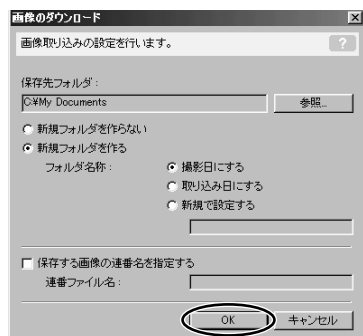 画像のダウンロード
画像取り込みの設定を行います。
?
保存先フォルダ:
C:¥My Documents
参照...
新規フォルダを作らない
新規フォルダを作る
フォルダ名称:
撮影日にする
取り込み日にする
新規で設定する
保存する画像の連番名を指定する
連番ファイル名:
OK
キャンセル